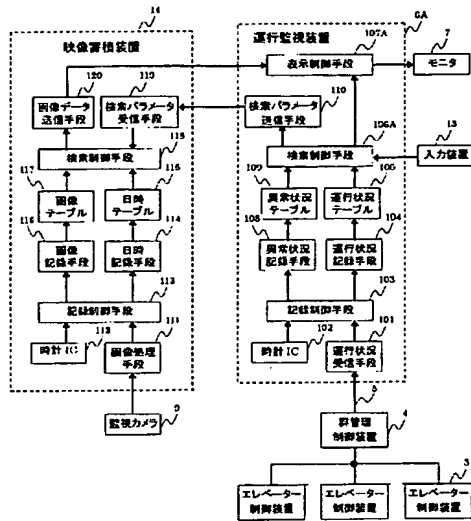 14
映像蓄積装置
120
119
画像データ
送信手段
検索パラメータ
受信手段
118
検索制御手段
117
115
画像
テーブル
日時
テーブル
116
114
画像
記録手段
日時
記録手段
112
記録制御手段
113
111
時計IC
画像処理
手段
9
監視カメラ
6A
運行監視装置
107A
表示制御手段
7
モニタ
110
検索パラメータ
送信手段
106A
検索制御手段
13
入力装置
109
105
異常状況
テーブル
運行状況
テーブル
108
104
異常状況
記録手段
運行状況
記録手段
103
記録制御手段
102
101
時計IC
運行状況
受信手段
5
4
群管理
制御装置
3
エレベーター
制御装置
エレベーター
制御装置
エレベーター
制御装置